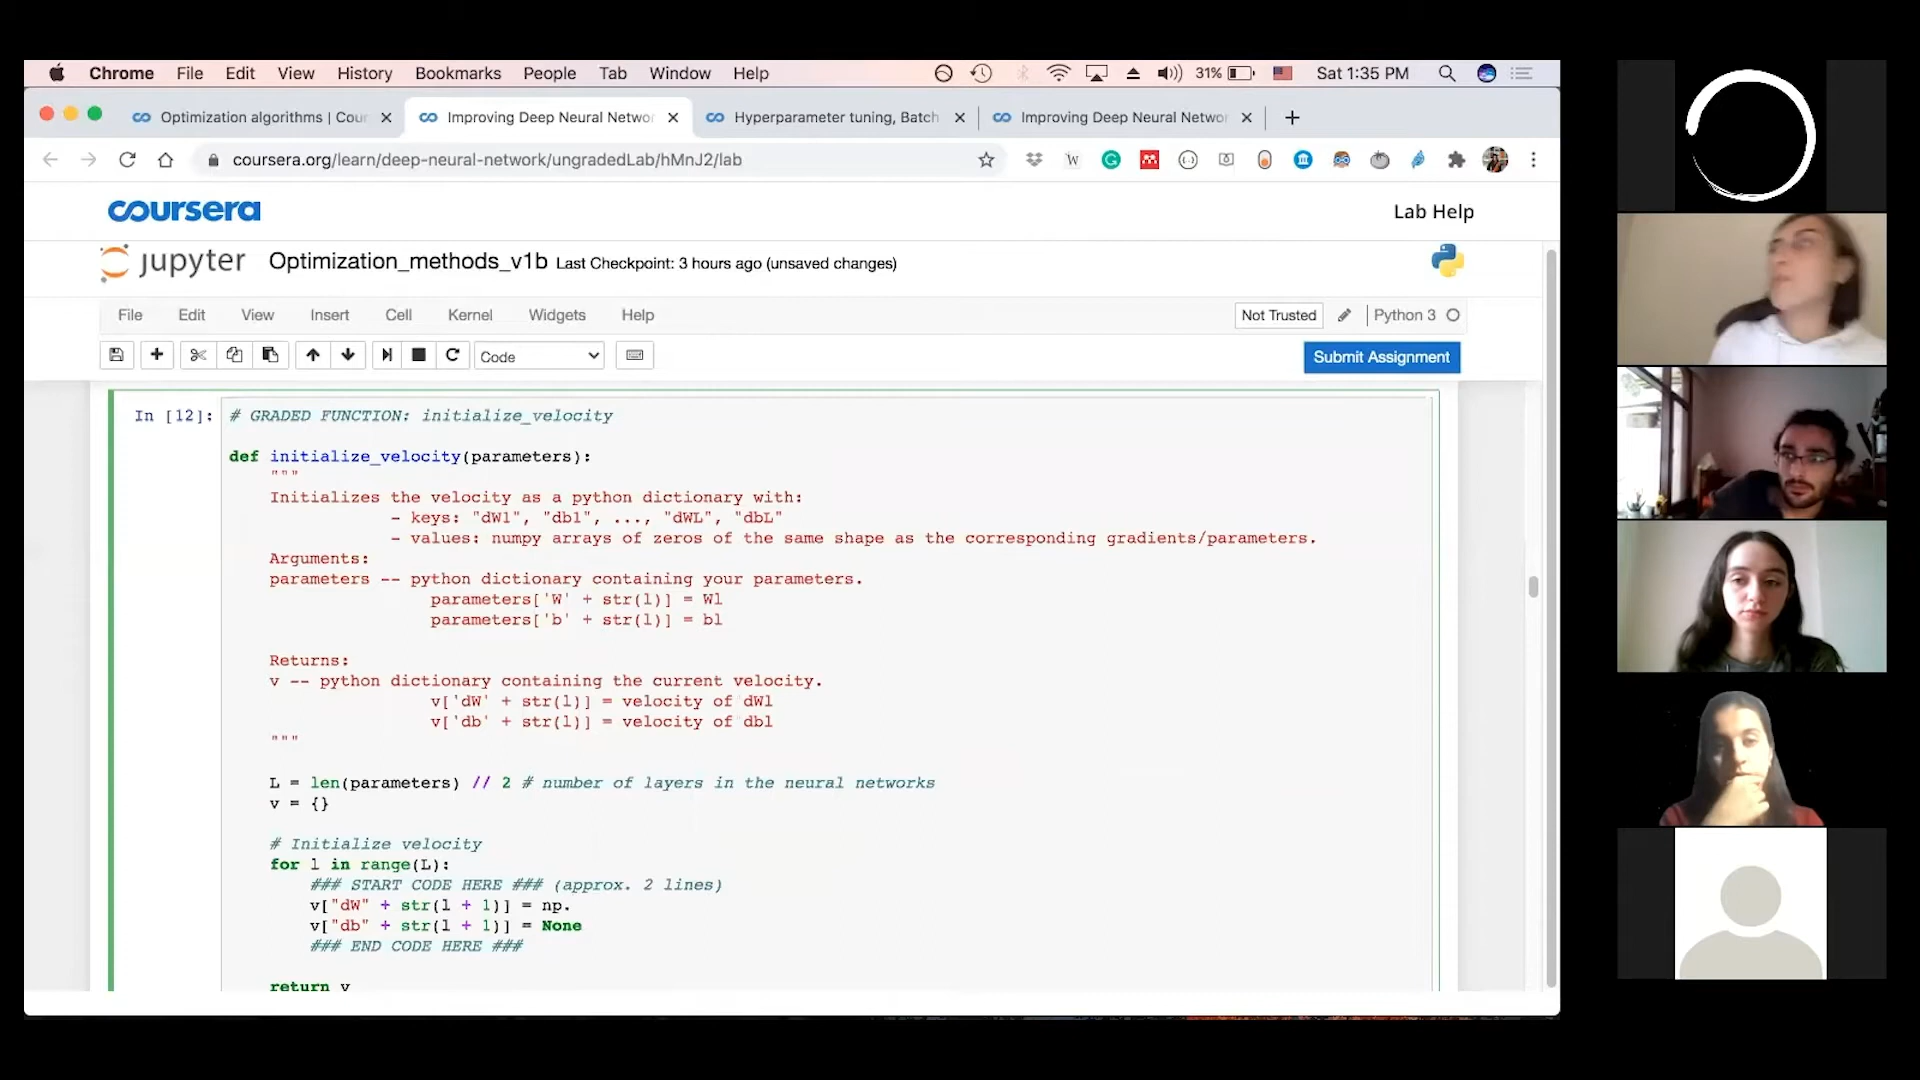 Chrome File Edit View History Bookmarks People Tab Window Help 31% Sat 1:35 PM
Optimization algorithms | Cour Improving Deep Neural Networ Hyperparameter tuning, Batch Improving Deep Neural Networ
coursera.org/learn/deep-neural-network/ungradedLab/hMnJ2/lab
coursera Lab Help
jupyter Optimization_methods_v1b Last Checkpoint: 3 hours ago (unsaved changes)
File Edit View Insert Cell Kernel Widgets Help Not Trusted Python 3
Code Submit Assignment
In [12]: # GRADED FUNCTION: initialize_velocity
def initialize_velocity(parameters):
"""
Initializes the velocity as a python dictionary with:
- keys: "dW1", "db1", ..., "dWL", "dbL"
- values: numpy arrays of zeros of the same shape as the corresponding gradients/parameters.
Arguments:
parameters -- python dictionary containing your parameters.
parameters['W' + str(l)] = Wl
parameters['b' + str(l)] = bl
Returns:
v -- python dictionary containing the current velocity.
v['dW' + str(l)] = velocity of dWl
v['db' + str(l)] = velocity of dbl
"""
L = len(parameters) // 2 # number of layers in the neural networks
v = {}
# Initialize velocity
for l in range(L):
### START CODE HERE ### (approx. 2 lines)
v["dW" + str(l + 1)] = np.
v["db" + str(l + 1)] = None
### END CODE HERE ###
return v